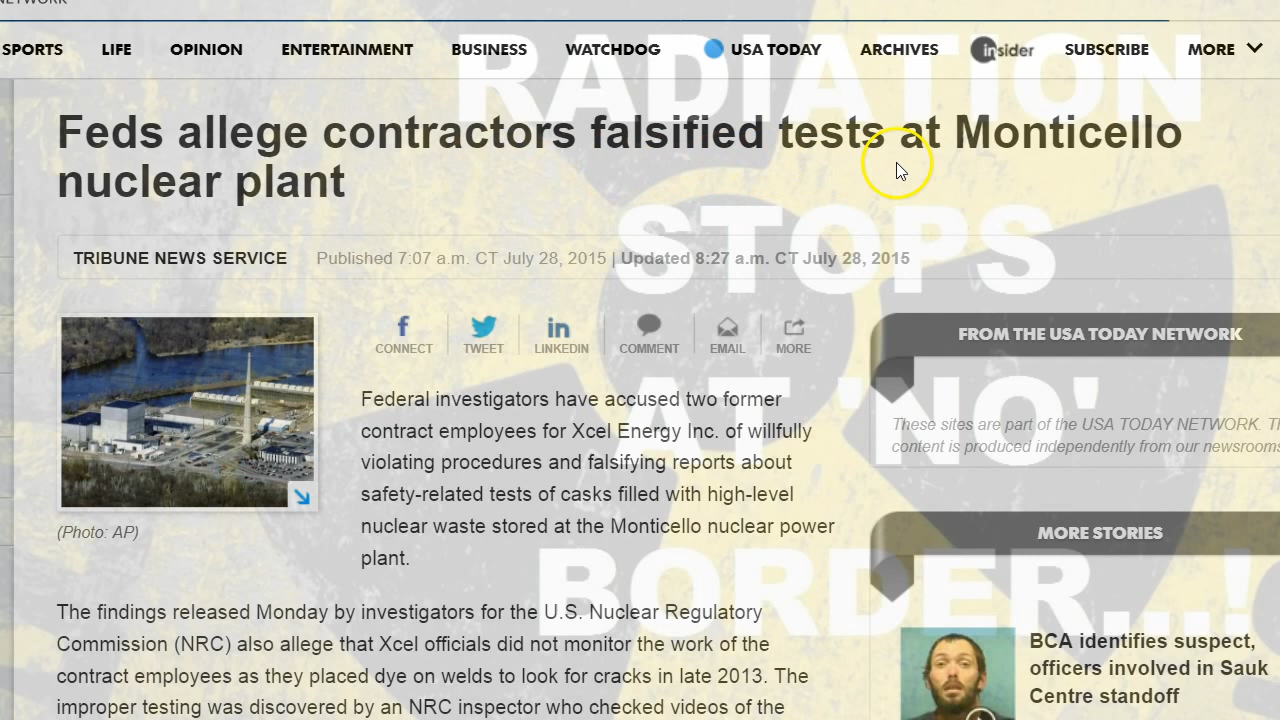 NETWORK
SPORTS LIFE OPINION ENTERTAINMENT BUSINESS WATCHDOG USA TODAY ARCHIVES insider SUBSCRIBE MORE
RADIATION
STOPS
AT 'NO'
BORDER...!
Feds allege contractors falsified tests at Monticello
nuclear plant
TRIBUNE NEWS SERVICE Published 7:07 a.m. CT July 28, 2015 | Updated 8:27 a.m. CT July 28, 2015
(Photo: AP)
CONNECT TWEET LINKEDIN COMMENT EMAIL MORE
Federal investigators have accused two former
contract employees for Xcel Energy Inc. of willfully
violating procedures and falsifying reports about
safety-related tests of casks filled with high-level
nuclear waste stored at the Monticello nuclear power
plant.
The findings released Monday by investigators for the U.S. Nuclear Regulatory
Commission (NRC) also allege that Xcel officials did not monitor the work of the
contract employees as they placed dye on welds to look for cracks in late 2013. The
improper testing was discovered by an NRC inspector who checked videos of the
FROM THE USA TODAY NETWORK
These sites are part of the USA TODAY NETWORK.
content is produced independently from our newsrooms
MORE STORIES
BCA identifies suspect,
officers involved in Sauk
Centre standoff